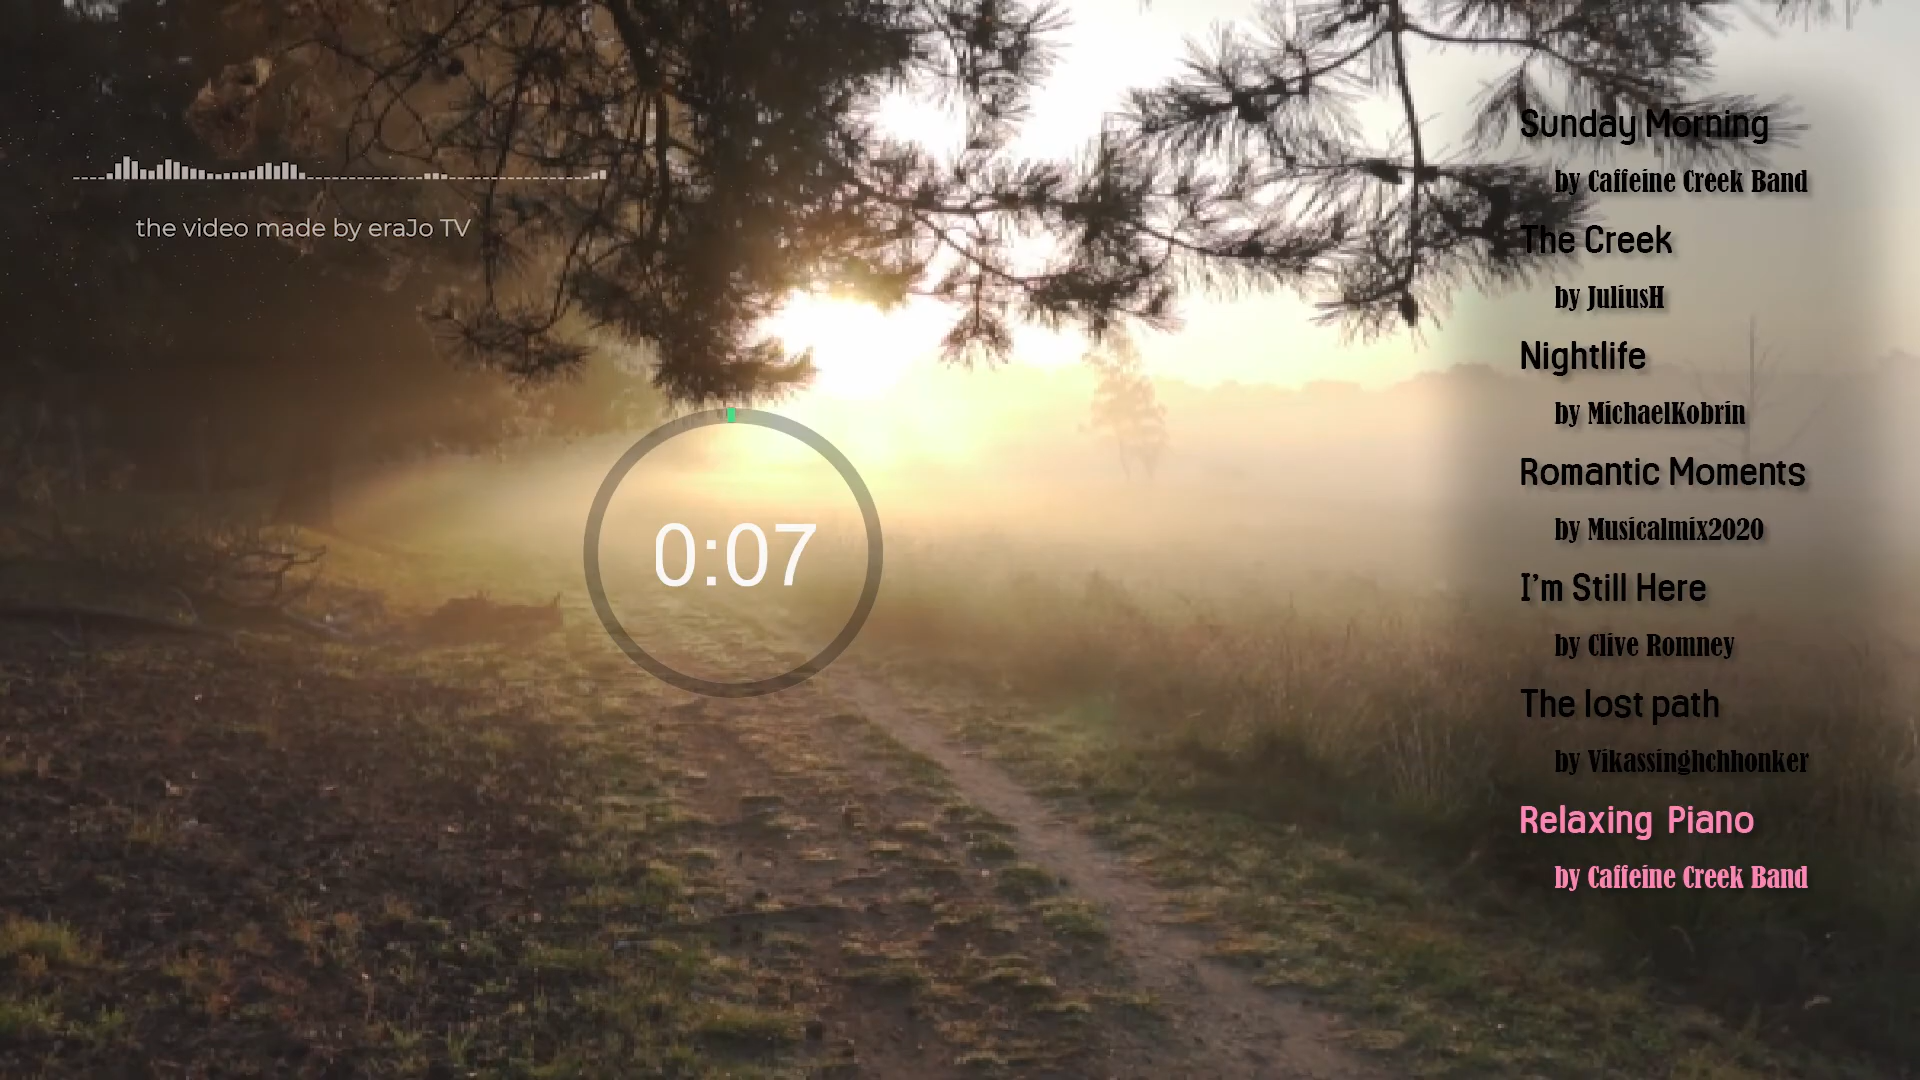 the video made by eraJo TV
0:07
Sunday Morning
by Caffeine Creek Band
The Creek
by JuliusH
Nightlife
by MichaelKobrin
Romantic Moments
by Musicalmix2020
I'm Still Here
by Clive Romney
The lost path
by Vikassinghchhonker
Relaxing Piano
by Caffeine Creek Band